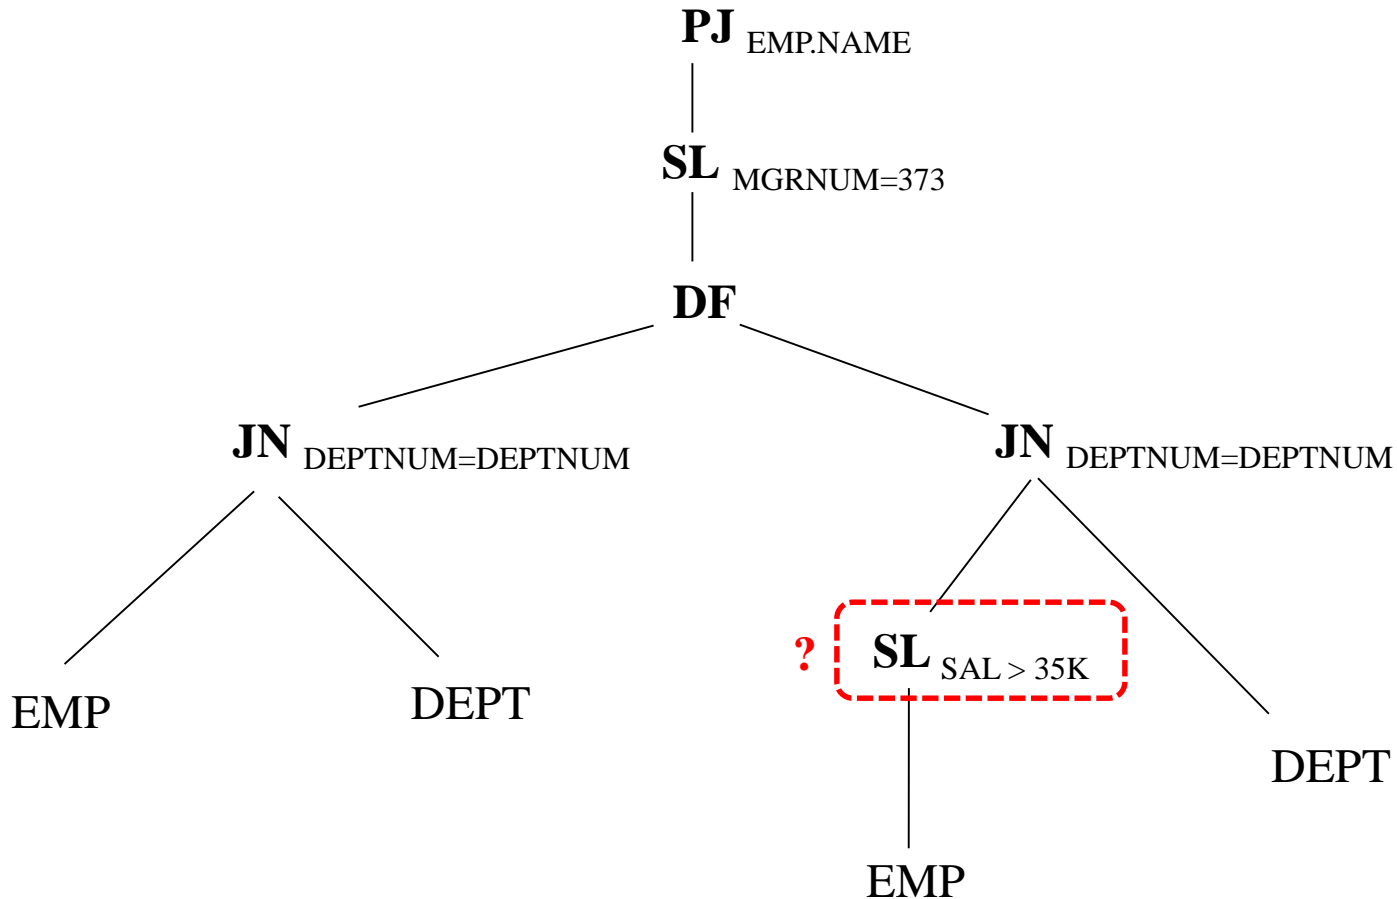 PJ EMP.NAME
SL MGRNUM=373
DF
JN DEPTNUM=DEPTNUM
JN DEPTNUM=DEPTNUM
? SL SAL > 35K
EMP
DEPT
DEPT
EMP